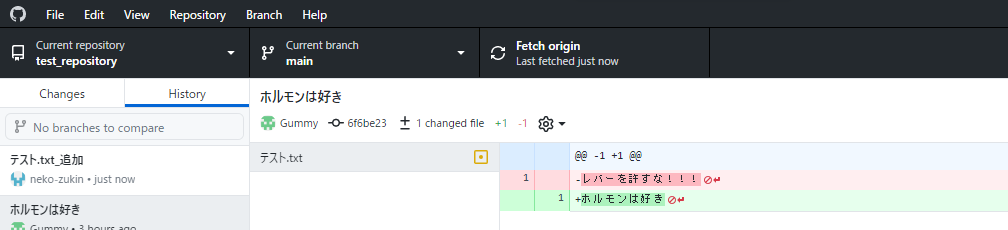 File Edit View Repository Branch Help
Current repository
test_repository
Current branch
main
Fetch origin
Last fetched just now
Changes
History
No branches to compare
テスト.txt_追加
neko-zukin • just now
ホルモンは好き
Gummy • 3 hours ago
ホルモンは好き
Gummy 6f6be23 1 changed file +1 -1
テスト.txt
@@ -1 +1 @@
1 -レバーを許すな！！！
1 +ホルモンは好き